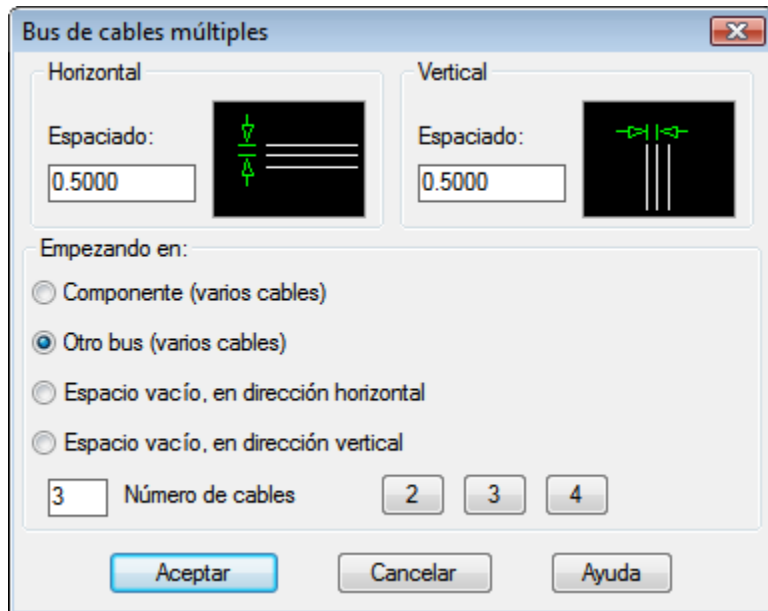 Bus de cables múltiples
Horizontal
Espaciado:
0.5000
Vertical
Espaciado:
0.5000
Empezando en:
Componente (varios cables)
Otro bus (varios cables)
Espacio vacío, en dirección horizontal
Espacio vacío, en dirección vertical
3 Número de cables 2 3 4
Aceptar Cancelar Ayuda